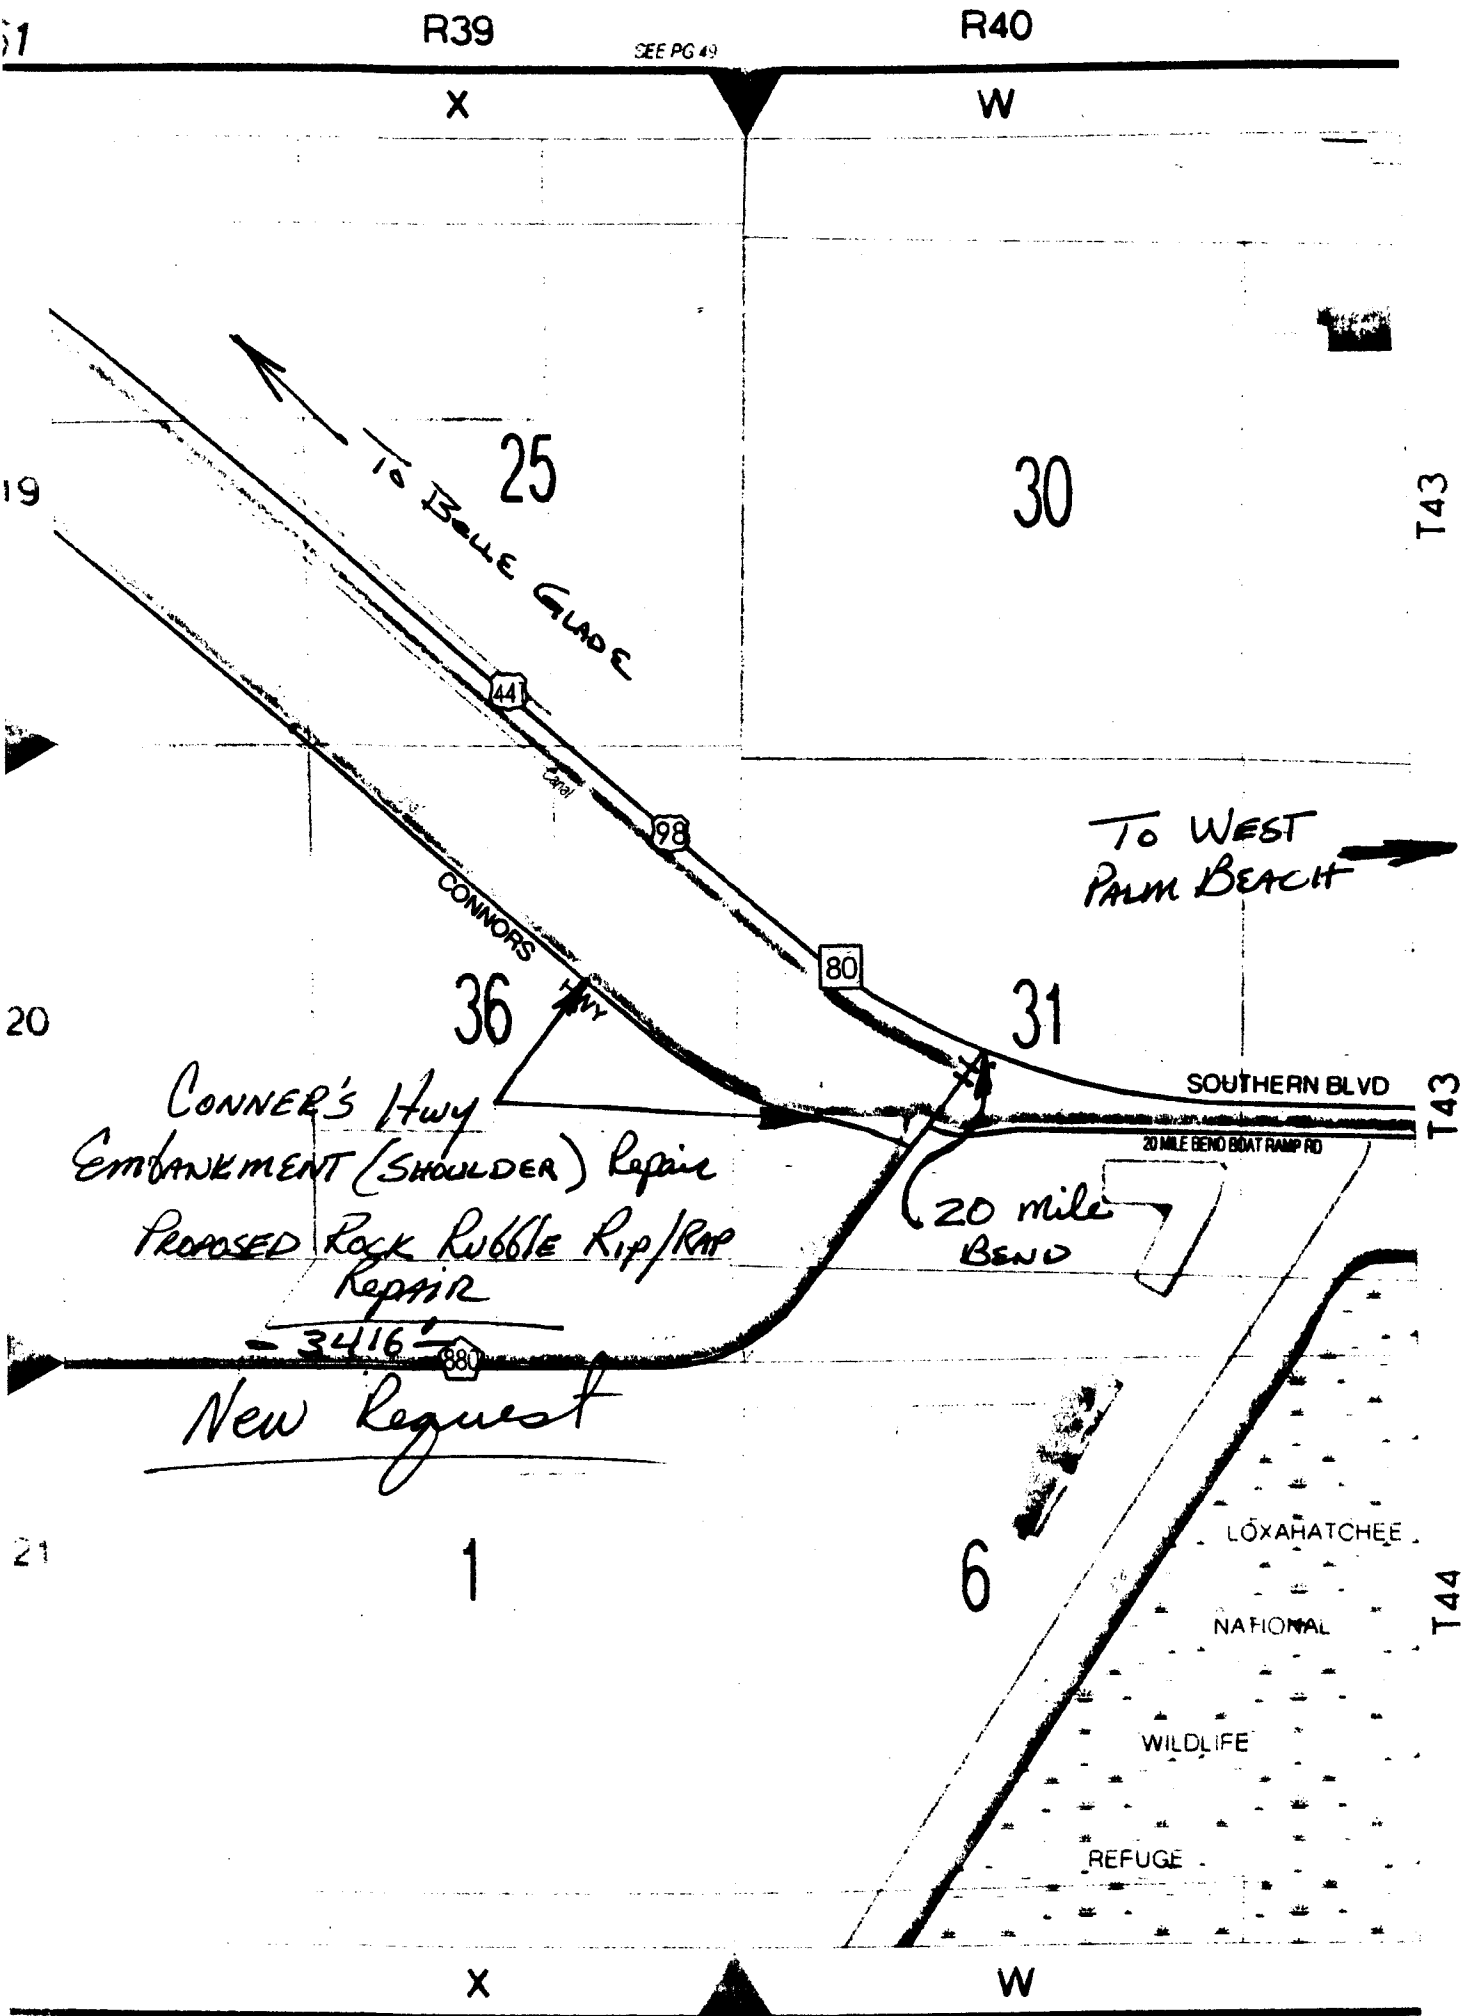 R39
SEE PG 49
R40
X
W
25
30
T43
19
TO BELLE GLADE
441
Canal
98
TO WEST
PALM BEACH
CONNORS
HWY
80
36
31
20
SOUTHERN BLVD
T43
20 MILE BEND BOAT RAMP RD
CONNER'S Hwy
EMBANKMENT (SHOULDER) Repair
PROPOSED ROCK RUBBLE RIP/RAP
REPAIR
- 3416' -
880
20 mile
BEND
New Request
21
1
6
LOXAHATCHEE
T44
NATIONAL
WILDLIFE
REFUGE
X
W